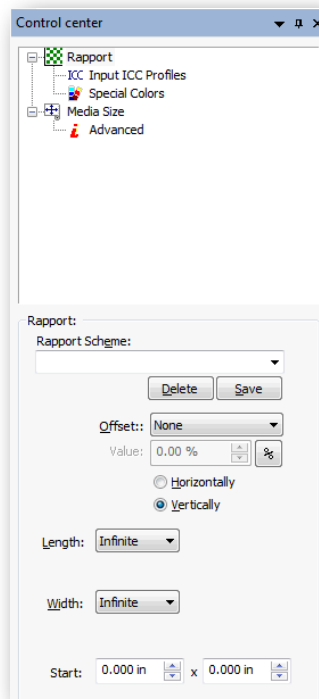 Control center
Rapport
ICC Input ICC Profiles
Special Colors
Media Size
i Advanced
Rapport:
Rapport Scheme:
Delete Save
Offset:: None
Value: 0.00 % %
Horizontally
Vertically
Length: Infinite
Width: Infinite
Start: 0.000 in x 0.000 in